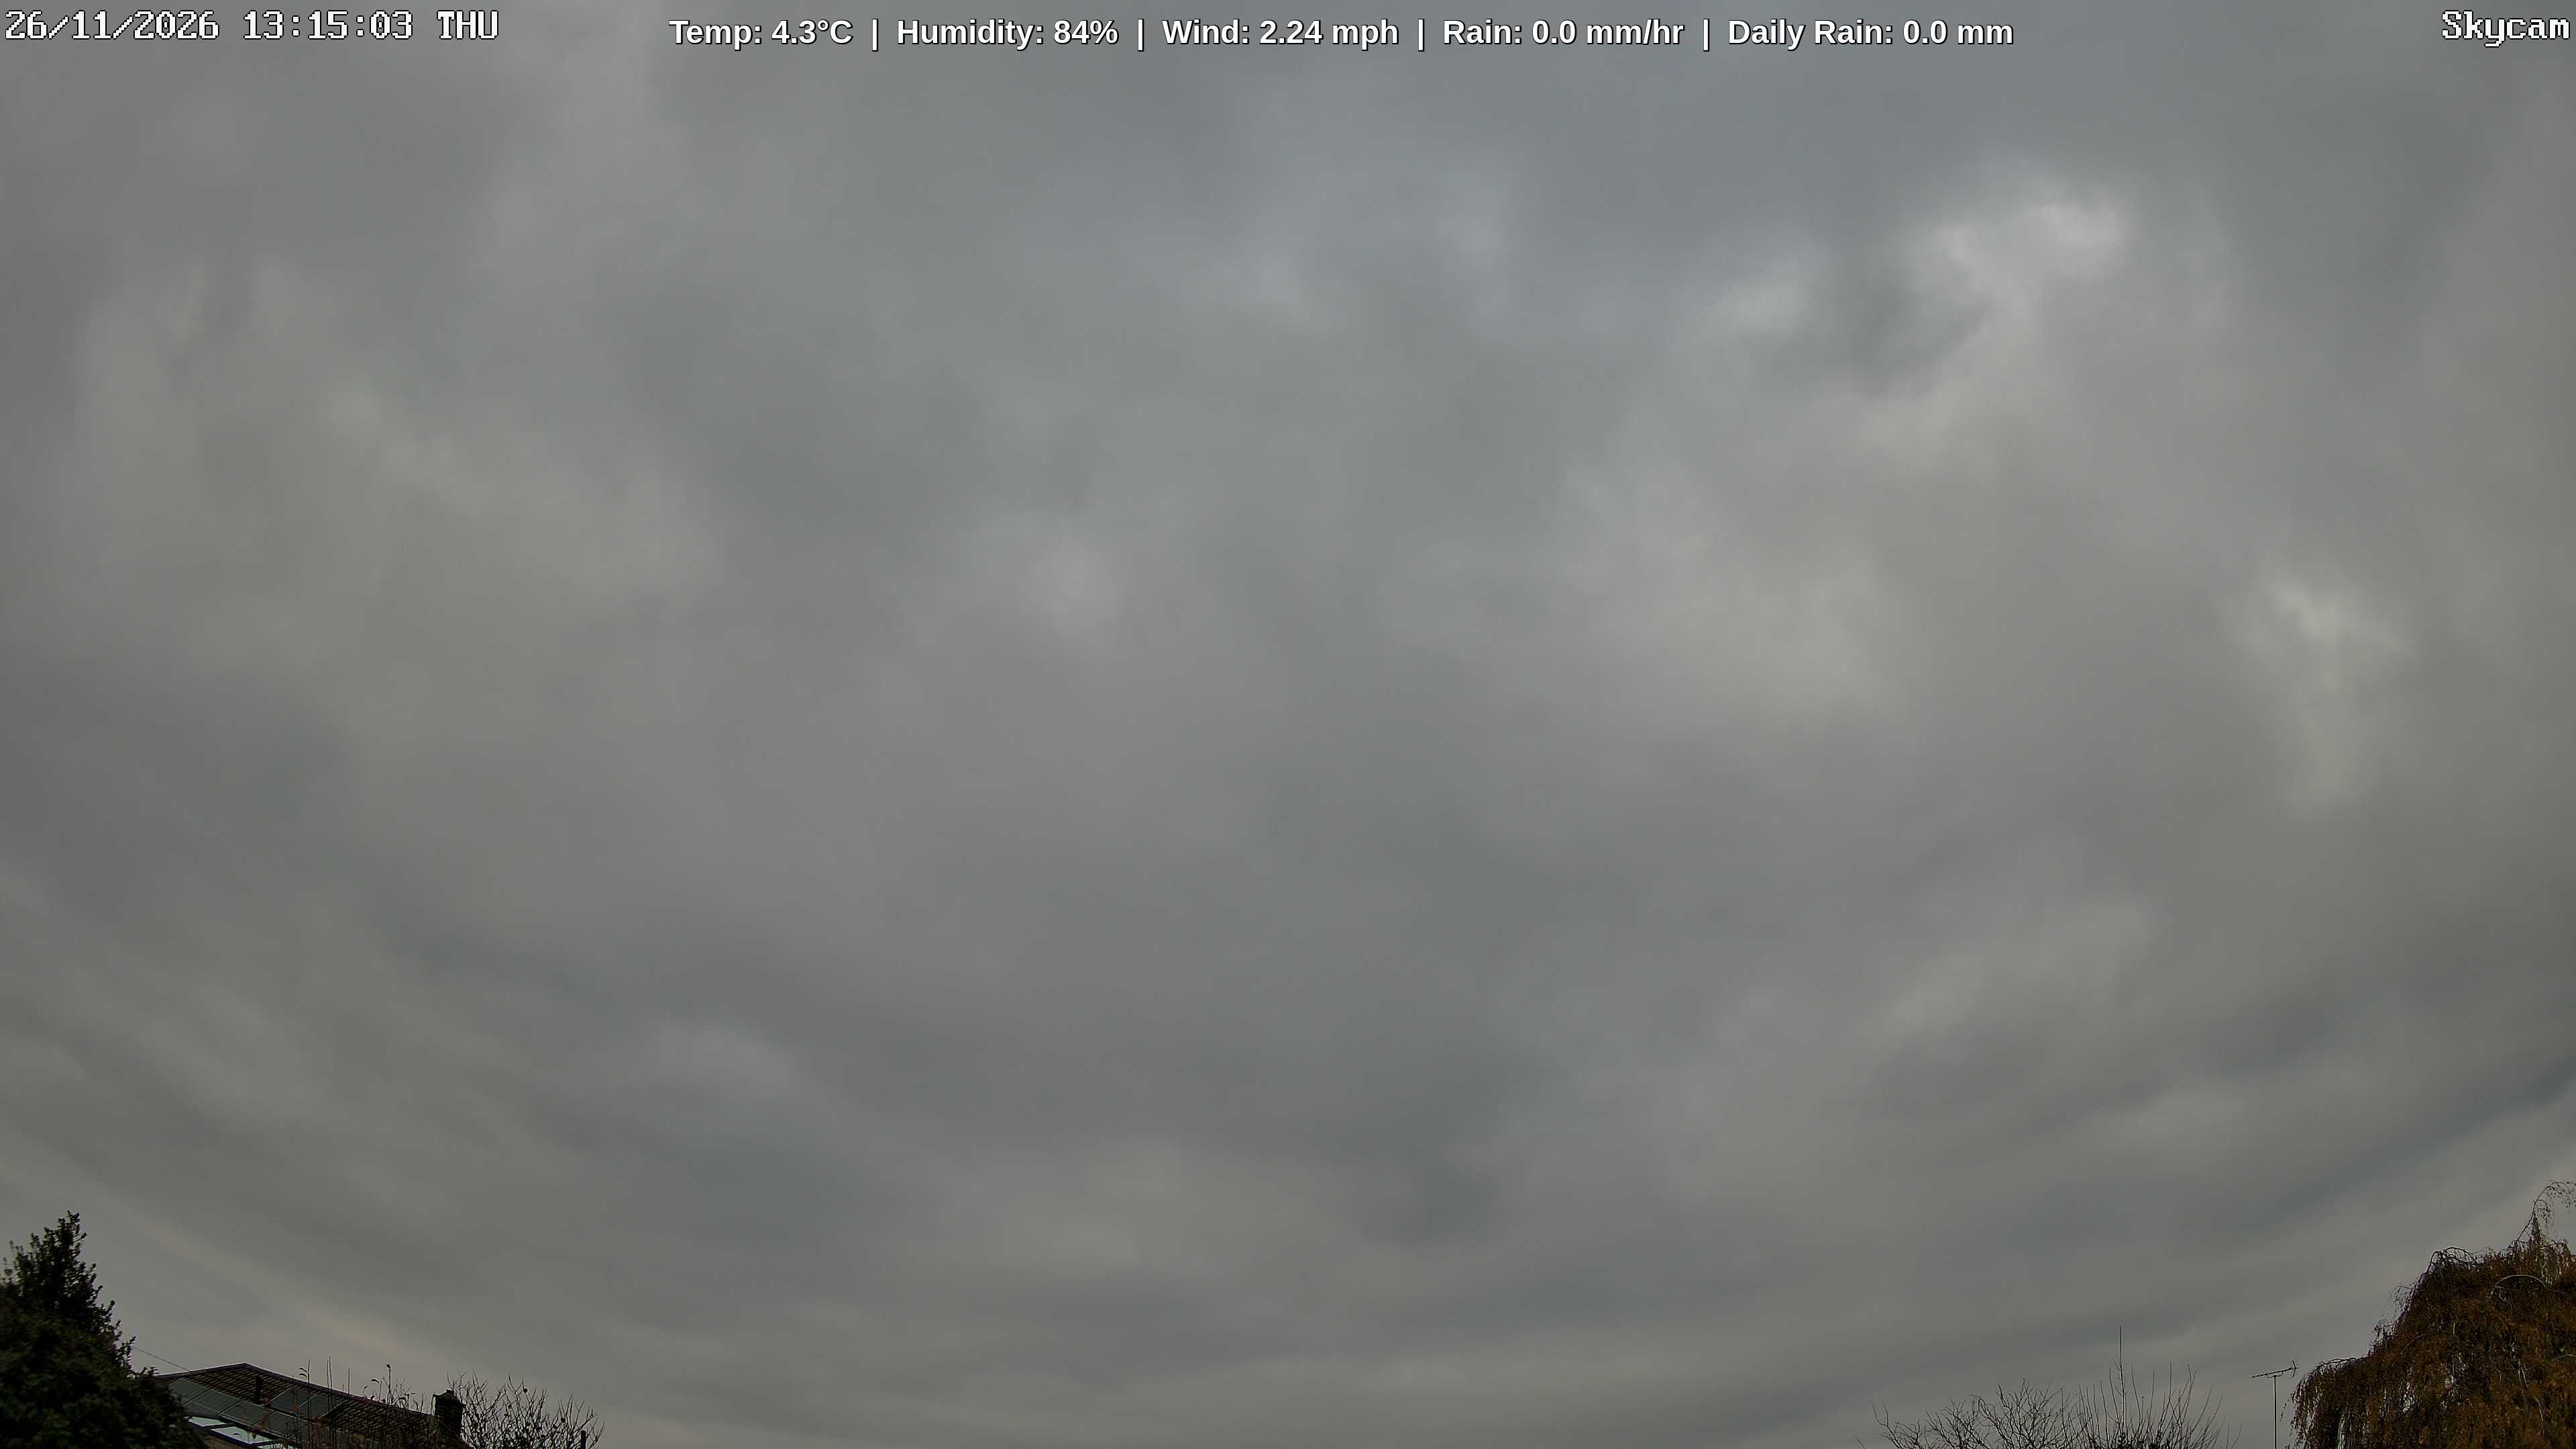 26/11/2026 13:15:03 THU
Temp: 4.3°C | Humidity: 84% | Wind: 2.24 mph | Rain: 0.0 mm/hr | Daily Rain: 0.0 mm
Skycam